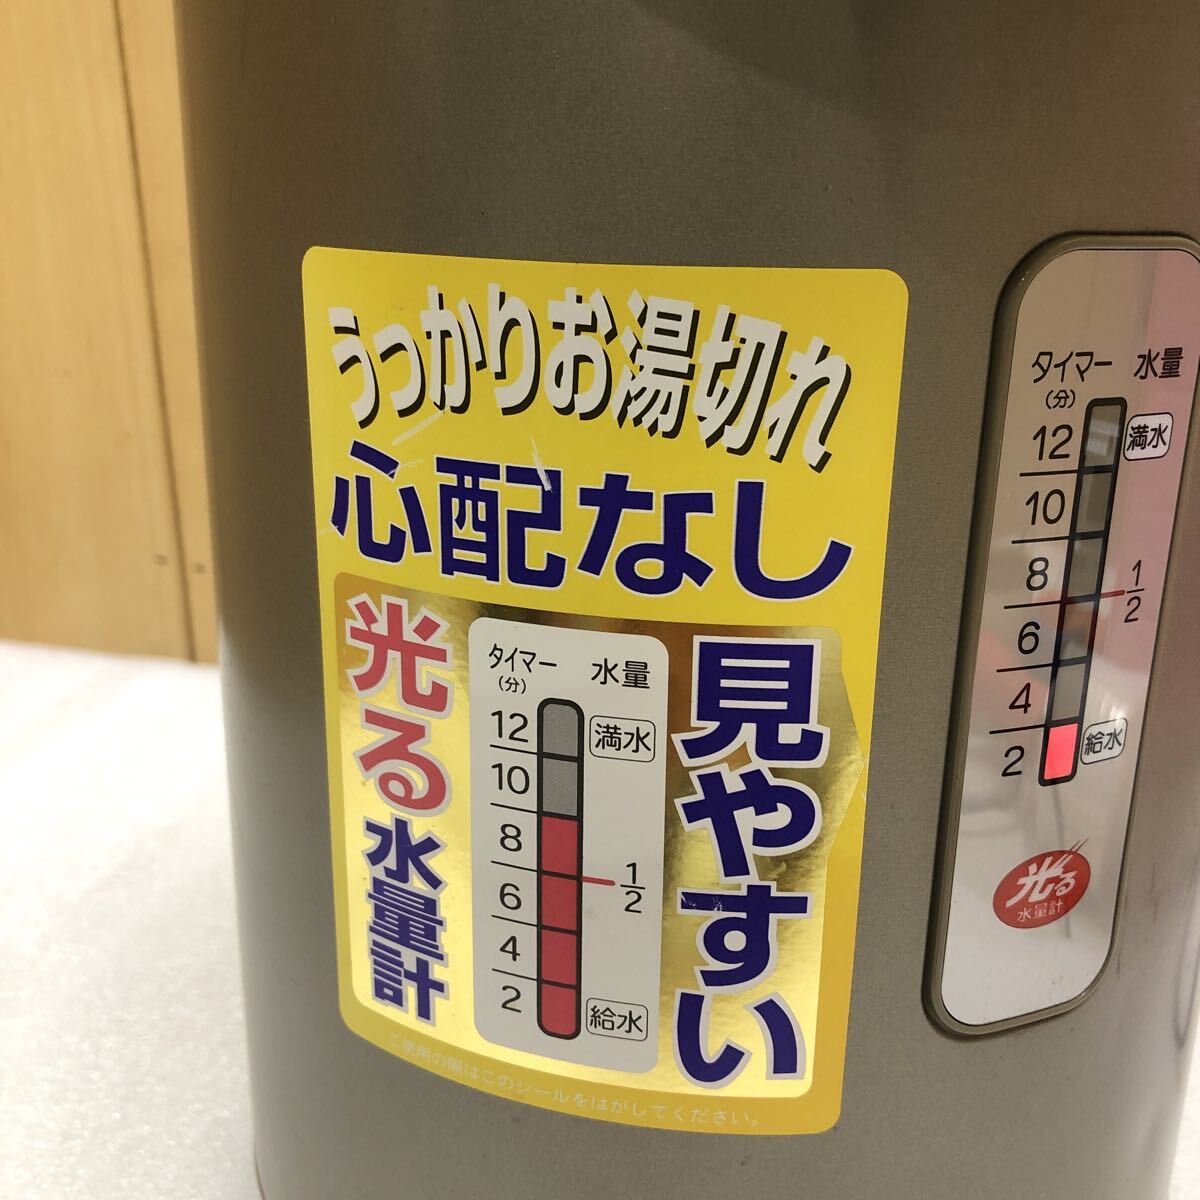 うっかりお湯切れ
心配なし
光る水量計
タイマー 水量
(分)
12 満水
10
8
1/2
6
4
2 給水
見やすい
ご使用の際はこのシールをはがしてください。
タイマー 水量
(分)
12 満水
10
8
1/2
6
4
2 給水
光る
水量計